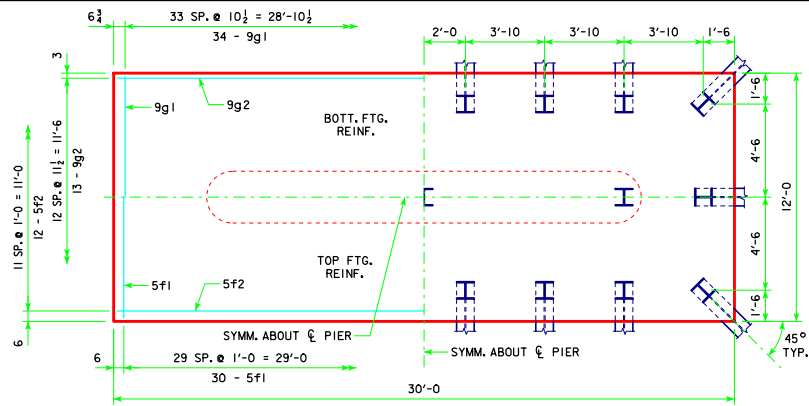 6 3/4
33 SP. @ 10 1/2 = 28'-10 1/2
34 - 9g1
2'-0
3'-10
3'-10
3'-10
1'-6
3
9g1
9g2
BOTT. FTG.
REINF.
1'-6
4'-6
12'-0
4'-6
1'-6
11 SP. @ 1'-0 = 11'-0
12 - 5f2
12 SP. @ 11 1/2 = 11'-6
13 - 9g2
TOP FTG.
REINF.
5f1
5f2
6
SYMM. ABOUT ℄ PIER
SYMM. ABOUT ℄ PIER
45°
TYP.
6
29 SP. @ 1'-0 = 29'-0
30 - 5f1
30'-0